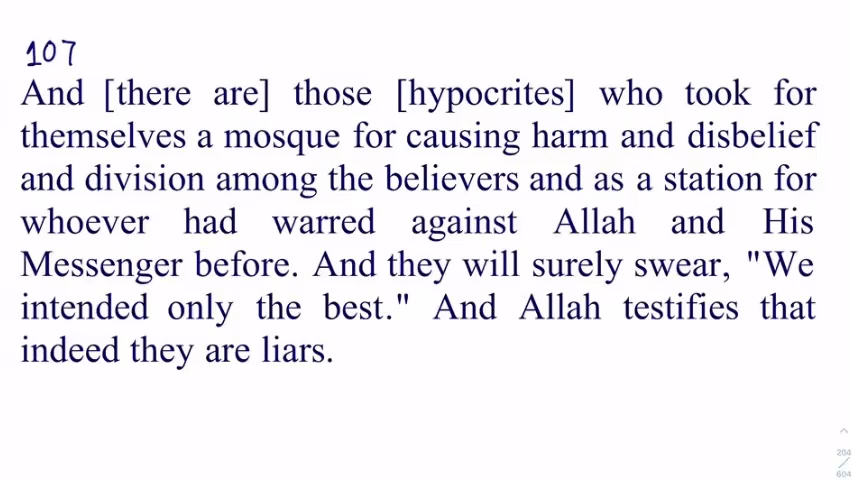 107
And [there are] those [hypocrites] who took for
themselves a mosque for causing harm and disbelief
and division among the believers and as a station for
whoever had warred against Allah and His
Messenger before. And they will surely swear, "We
intended only the best." And Allah testifies that
indeed they are liars.
204
/
604